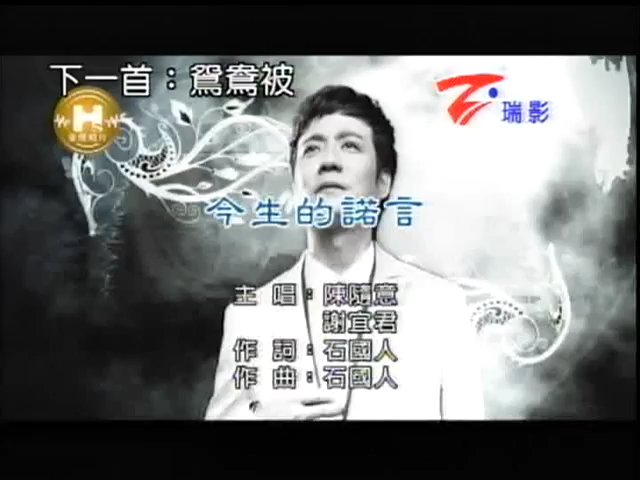 下一首：鴛鴦被
H
瑞影
今生的諾言
主 唱：陳隨意
謝宜君
作 詞：石國人
作 曲：石國人